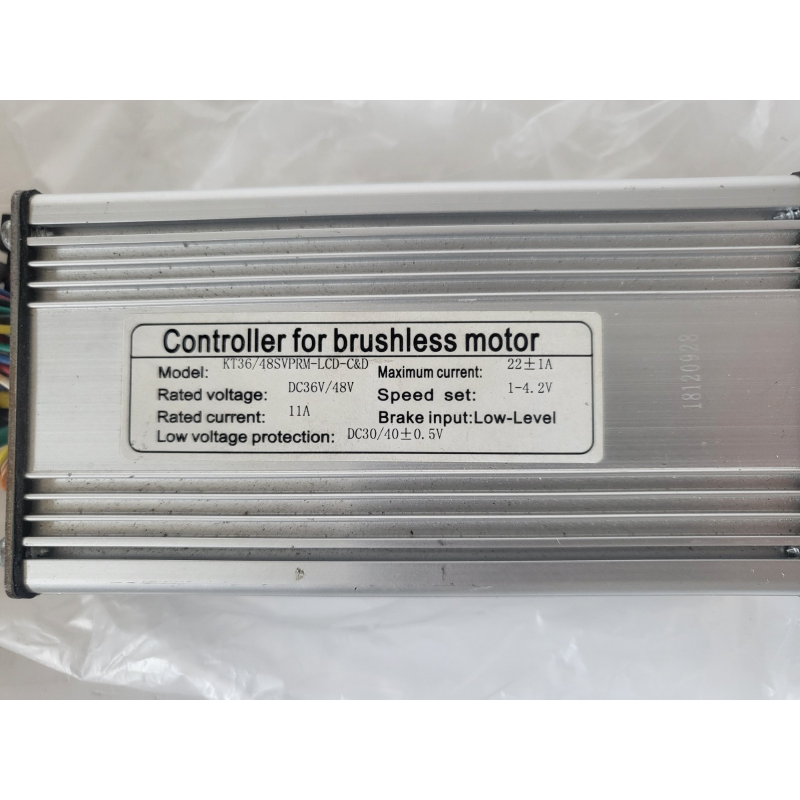 Controller for brushless motor
Model: KT36/48SVPRM-LCD-C&D Maximum current: 22±1A
Rated voltage: DC36V/48V Speed set: 1-4.2V
Rated current: 11A Brake input:Low-Level
Low voltage protection: DC30/40±0.5V
18120928